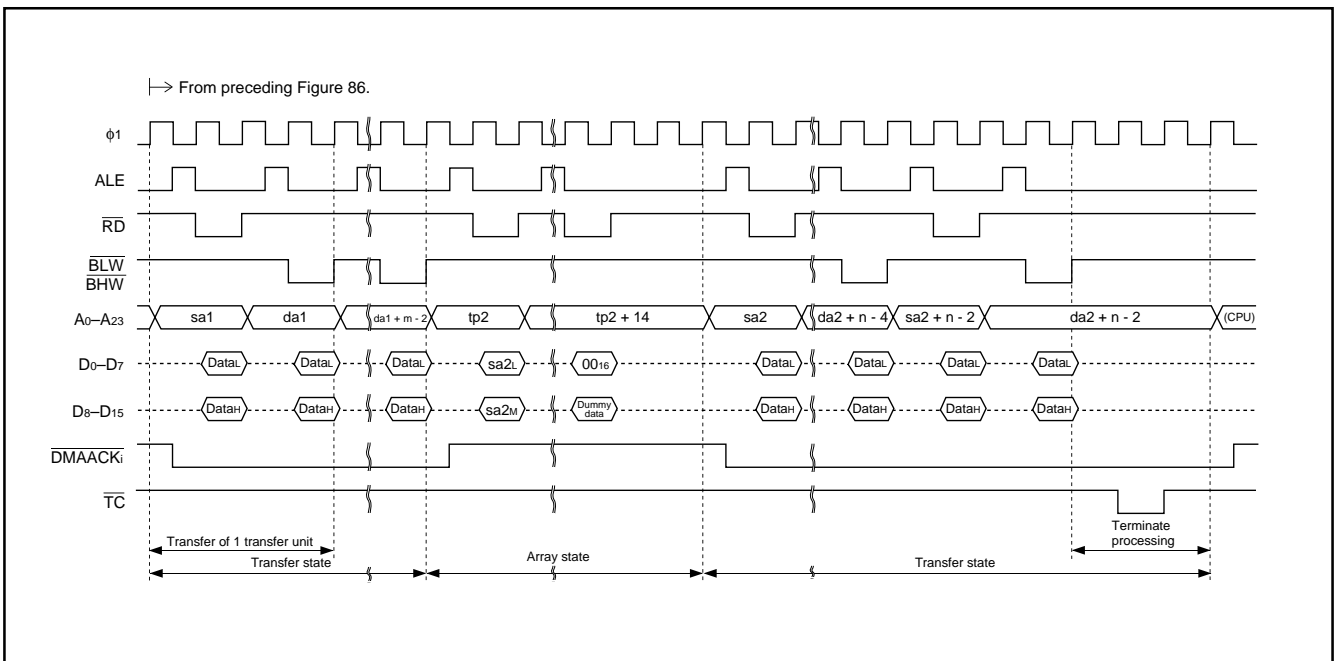 From preceding Figure 86.
ϕ1
ALE
RD
BLW
BHW
A0–A23 sa1 da1 da1 + m - 2 tp2 tp2 + 14 sa2 da2 + n - 4 sa2 + n - 2 da2 + n - 2 (CPU)
D0–D7 DataL DataL DataL sa2L 0016 DataL DataL DataL DataL
D8–D15 DataH DataH DataH sa2M Dummy data DataH DataH DataH DataH
DMAACKi
TC
Transfer of 1 transfer unit
Terminate
processing
Transfer state Array state Transfer state